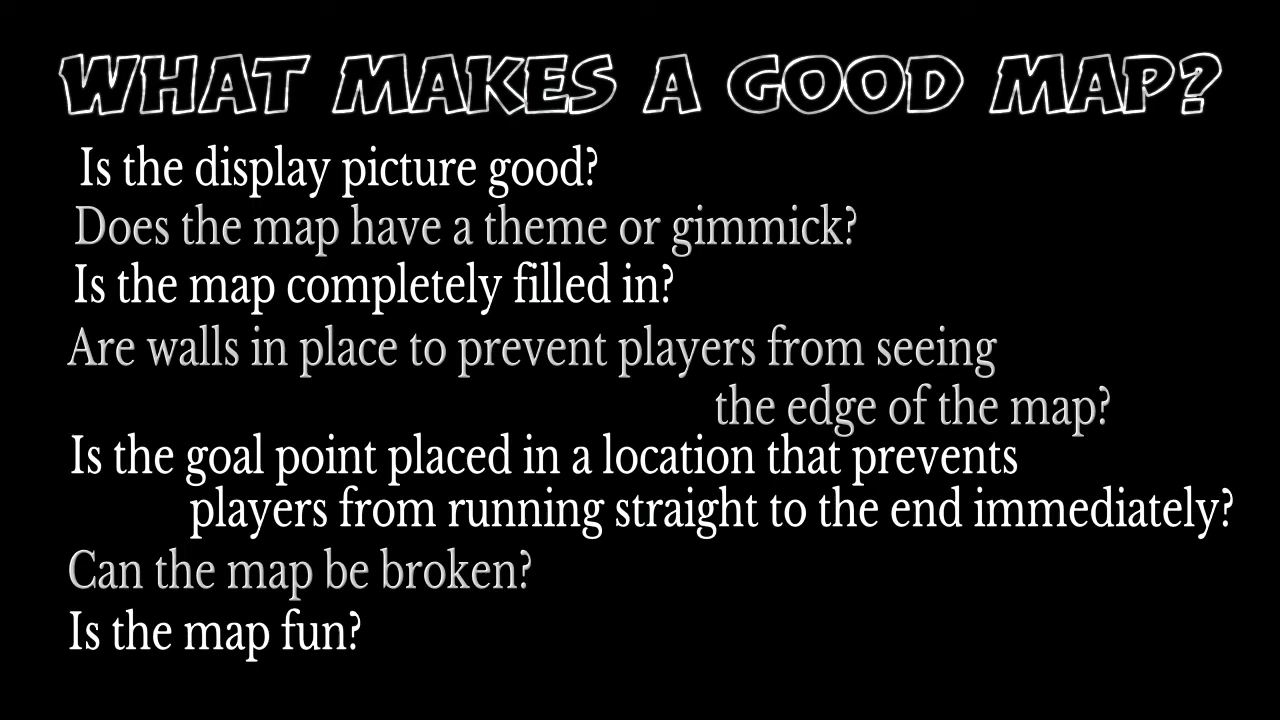 WHAT MAKES A GOOD MAP?
Is the display picture good?
Does the map have a theme or gimmick?
Is the map completely filled in?
Are walls in place to prevent players from seeing
the edge of the map?
Is the goal point placed in a location that prevents
players from running straight to the end immediately?
Can the map be broken?
Is the map fun?